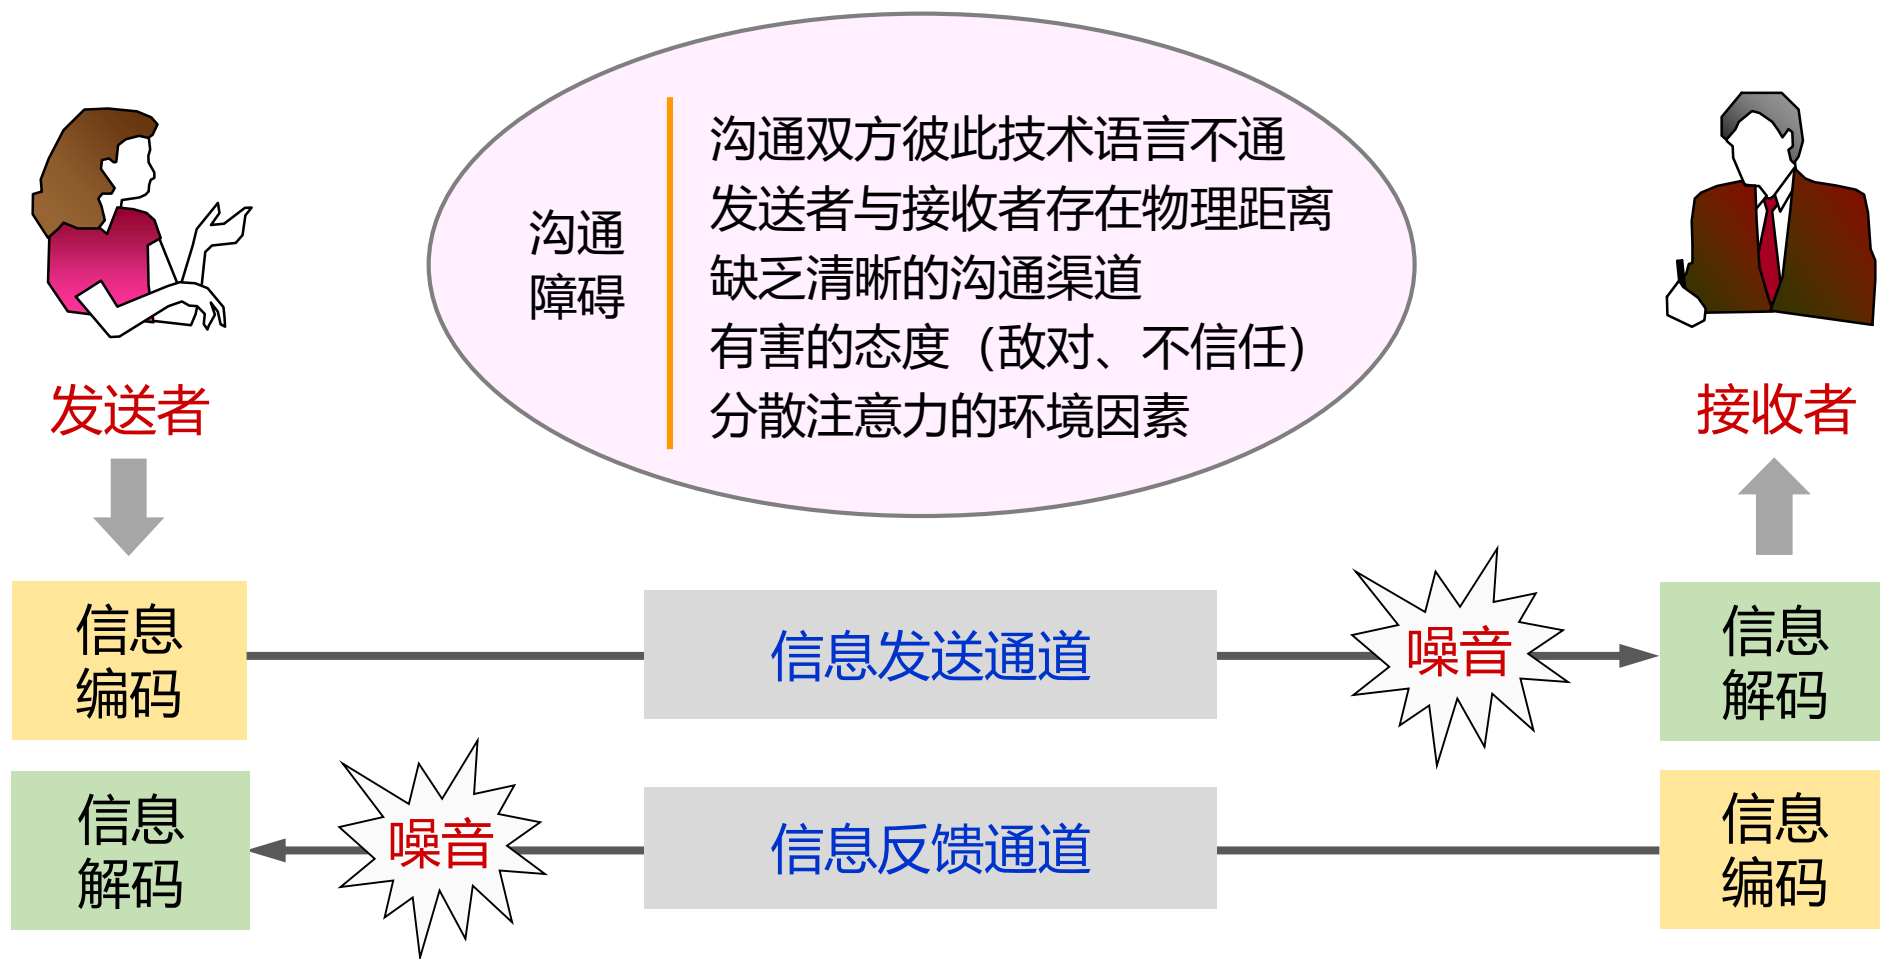 沟通双方彼此技术语言不通
发送者与接收者存在物理距离
沟通
障碍
缺乏清晰的沟通渠道
有害的态度（敌对、不信任）
分散注意力的环境因素
发送者
接收者
信息
编码
信息发送通道
噪音
信息
解码
信息
解码
噪音
信息反馈通道
信息
编码